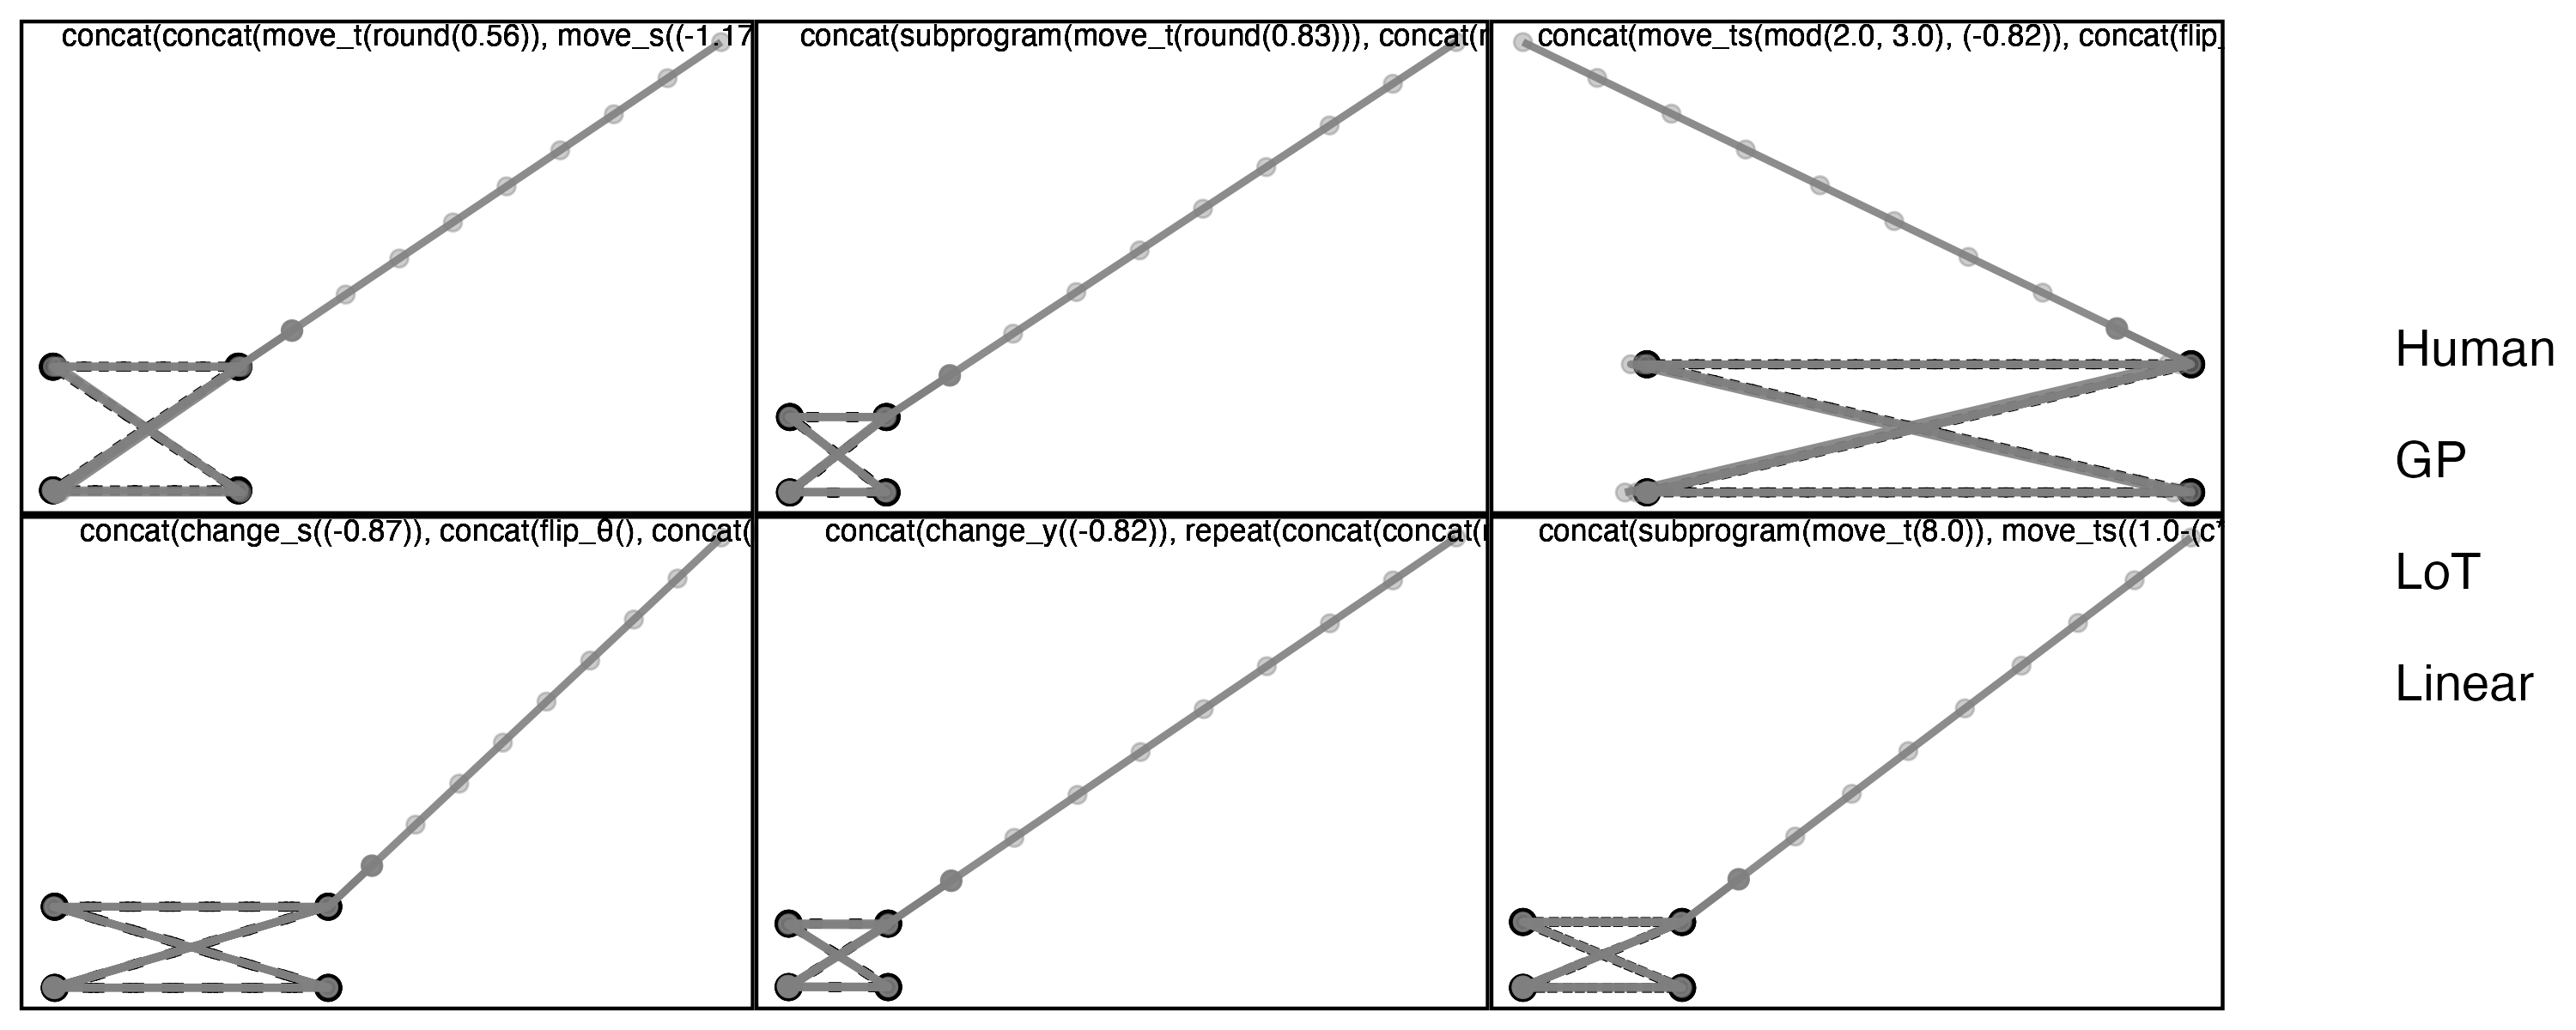 concat(concat(move_t(round(0.56)), move_s((-1.17
concat(subprogram(move_t(round(0.83))), concat(r
concat(move_ts(mod(2.0, 3.0), (-0.82)), concat(flip_
Human
GP
LoT
Linear
concat(change_s((-0.87)), concat(flip_θ(), concat(
concat(change_y((-0.82)), repeat(concat(concat(r
concat(subprogram(move_t(8.0)), move_ts((1.0-(c*